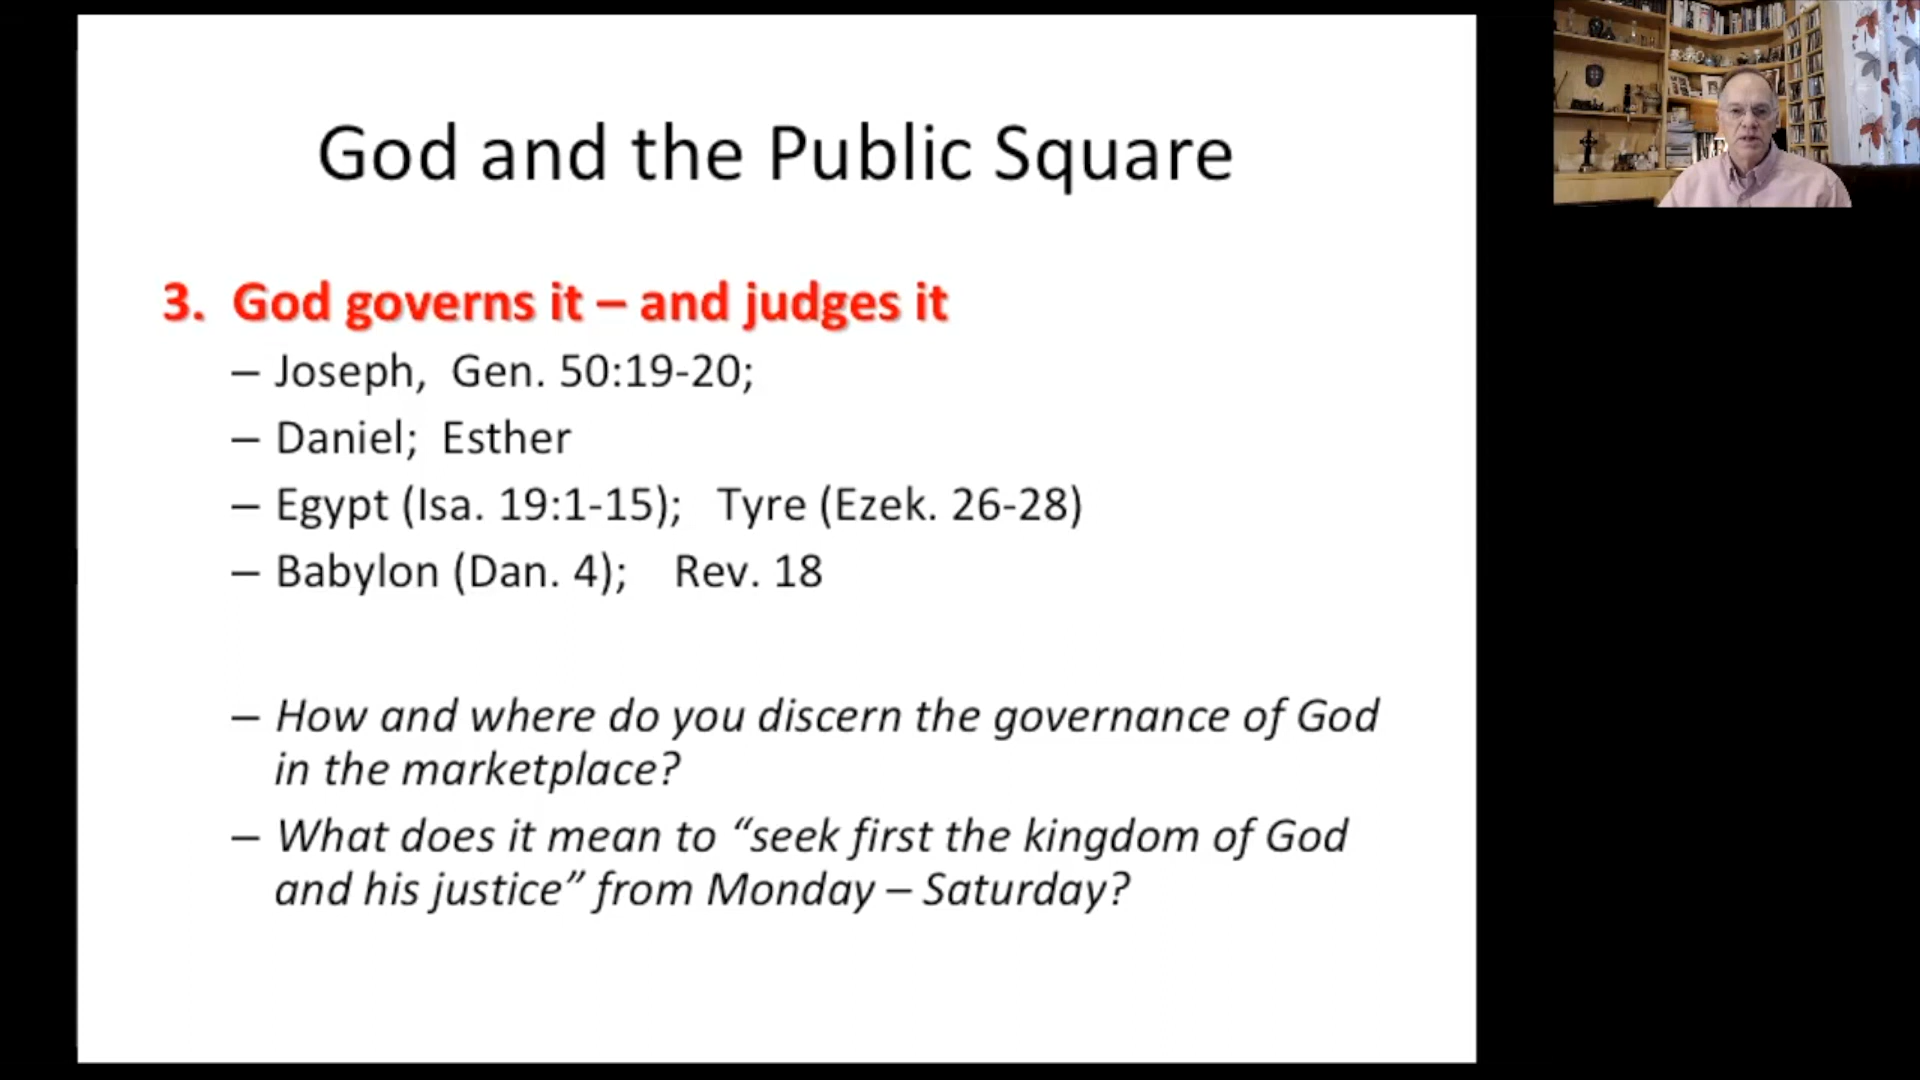 God and the Public Square
3. God governs it – and judges it
– Joseph, Gen. 50:19-20;
– Daniel; Esther
– Egypt (Isa. 19:1-15); Tyre (Ezek. 26-28)
– Babylon (Dan. 4); Rev. 18
– How and where do you discern the governance of God
in the marketplace?
– What does it mean to “seek first the kingdom of God
and his justice” from Monday – Saturday?